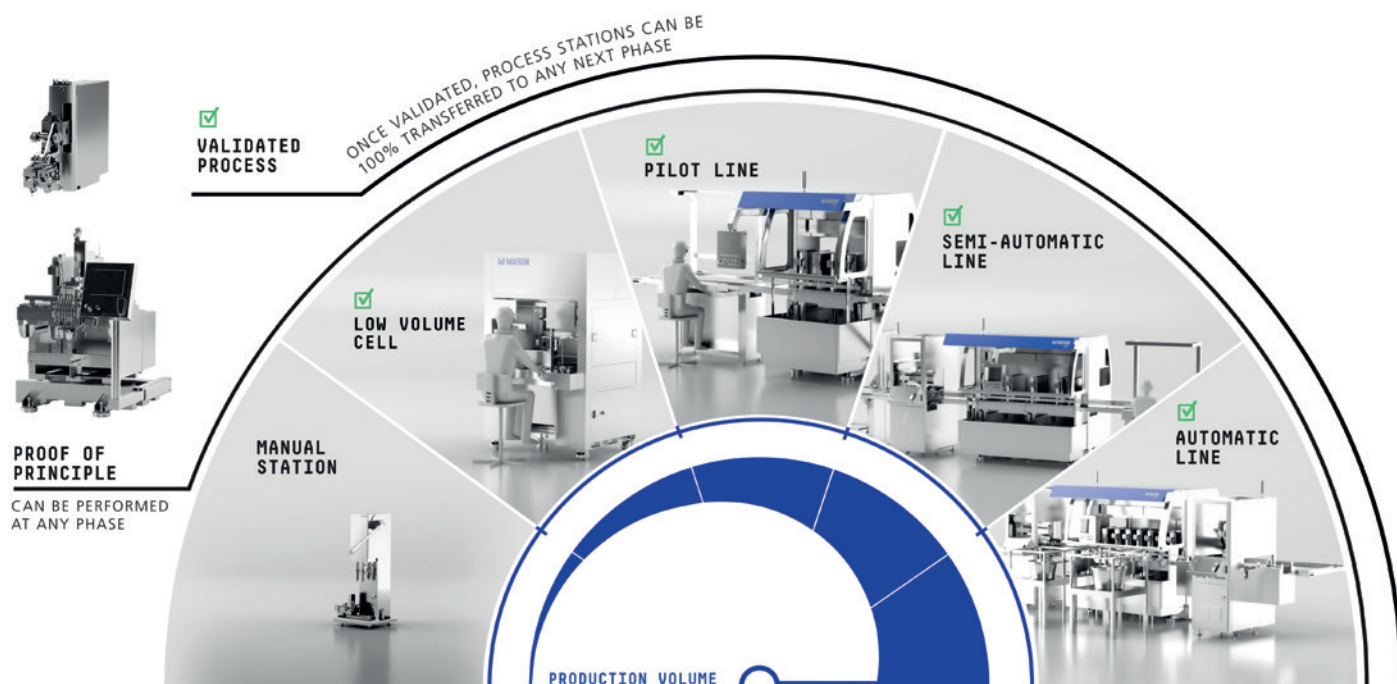 ONCE VALIDATED, PROCESS STATIONS CAN BE
100% TRANSFERRED TO ANY NEXT PHASE
VALIDATED
PROCESS
PILOT LINE
SEMI-AUTOMATIC
LINE
LOW VOLUME
CELL
AUTOMATIC
LINE
MANUAL
STATION
PROOF OF
PRINCIPLE
CAN BE PERFORMED
AT ANY PHASE
PRODUCTION VOLUME